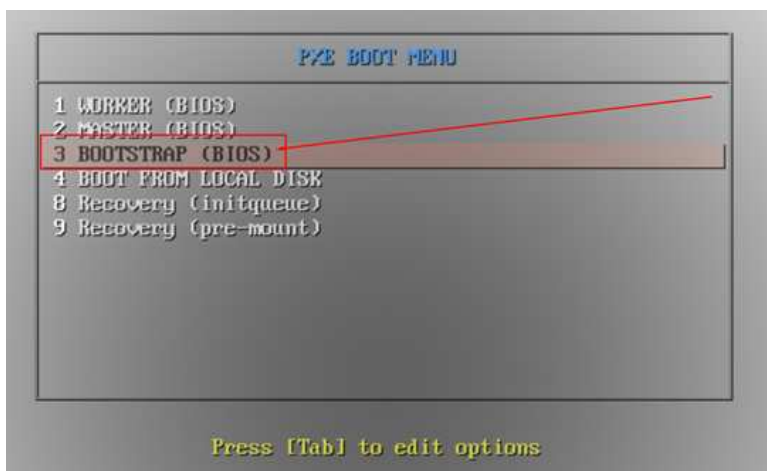 PXE BOOT MENU
1 WORKER (BIOS)
2 MASTER (BIOS)
3 BOOTSTRAP (BIOS)
4 BOOT FROM LOCAL DISK
8 Recovery (initqueue)
9 Recovery (pre-mount)
Press [Tab] to edit options